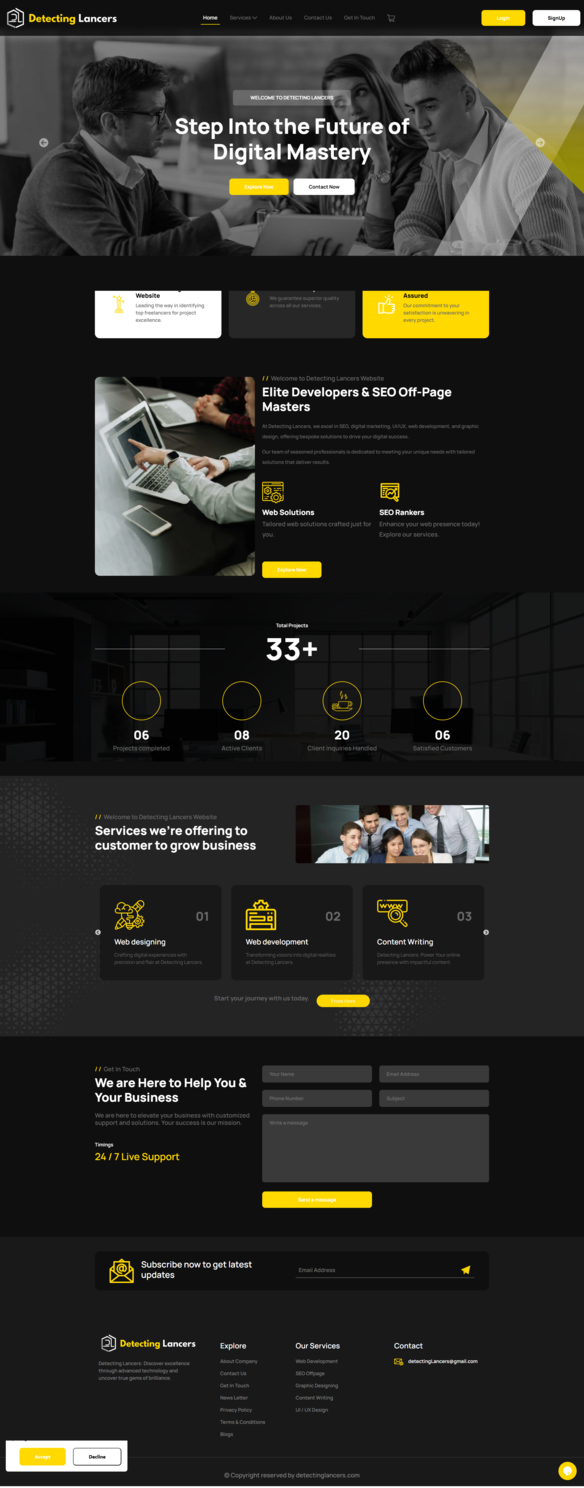 Detecting Lancers
Home Services About Us Contact Us Get in Touch
Login SignUp
WELCOME TO DETECTING LANCERS
Step Into the Future of
Digital Mastery
Explore Now Contact Now
Website
Leading the way in identifying
top freelancers for project
excellence.
We guarantee superior quality
across all our services.
Assured
Our commitment to your
satisfaction is unwavering in
every project.
// Welcome to Detecting Lancers Website
Elite Developers & SEO Off-Page
Masters
At Detecting Lancers, we excel in SEO, digital marketing, UI/UX, web development, and graphic
design, offering bespoke solutions to drive your digital success.
Our team of seasoned professionals is dedicated to meeting your unique needs with tailored
solutions that deliver results.
Web Solutions
Tailored web solutions crafted just for
you.
SEO Rankers
Enhance your web presence today!
Explore our services.
Explore Now
Total Projects
33+
06
Projects completed
08
Active Clients
20
Client Inquiries Handled
06
Satisfied Customers
// Welcome to Detecting Lancers Website
Services we're offering to
customer to grow business
01
Web designing
Crafting digital experiences with
precision and flair at Detecting Lancers.
02
Web development
Transforming visions into digital realities
at Detecting Lancers.
WWW
03
Content Writing
Detecting Lancers: Power Your online
presence with impactful content.
Start your journey with us today.
// Get in Touch
We are Here to Help You &
Your Business
We are here to elevate your business with customized
support and solutions. Your success is our mission.
Timings
24 / 7 Live Support
Your Name Email Address
Phone Number Subject
Write a message
Send a message
Subscribe now to get latest
updates
Email Address
Detecting Lancers
Detecting Lancers: Discover excellence
through advanced technology and
uncover true gems of brilliance.
Explore
About Company
Contact Us
Get in Touch
News Letter
Privacy Policy
Terms & Conditions
Blogs
Our Services
Web Development
SEO Offpage
Graphic Designing
Content Writing
UI / UX Design
Contact
detectinglancers@gmail.com
Accept Decline
© Copyright reserved by detectinglancers.com